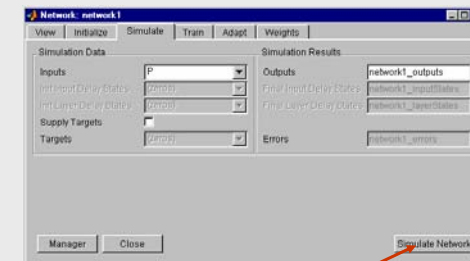 Network: network1
View Initialize Simulate Train Adapt Weights
Simulation Data Simulation Results
Inputs P Outputs network1_outputs
Init Input Delay States (zeros) Final Input Delay States network1_inputStates
Init Layer Delay States (zeros) Final Layer Delay States network1_layerStates
Supply Targets
Targets (zeros) Errors network1_errors
Manager Close Simulate Network